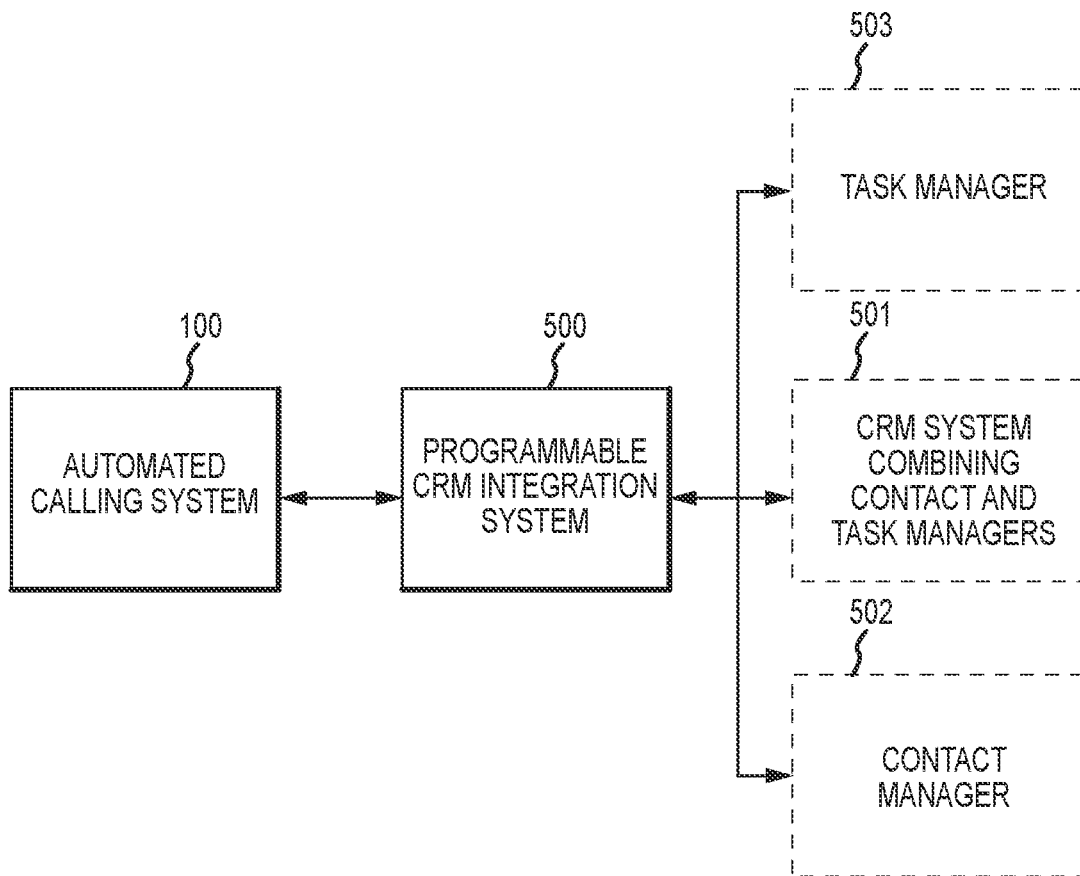 503
TASK MANAGER
100
500
501
AUTOMATED
CALLING SYSTEM
PROGRAMMABLE
CRM INTEGRATION
SYSTEM
CRM SYSTEM
COMBINING
CONTACT AND
TASK MANAGERS
502
CONTACT
MANAGER